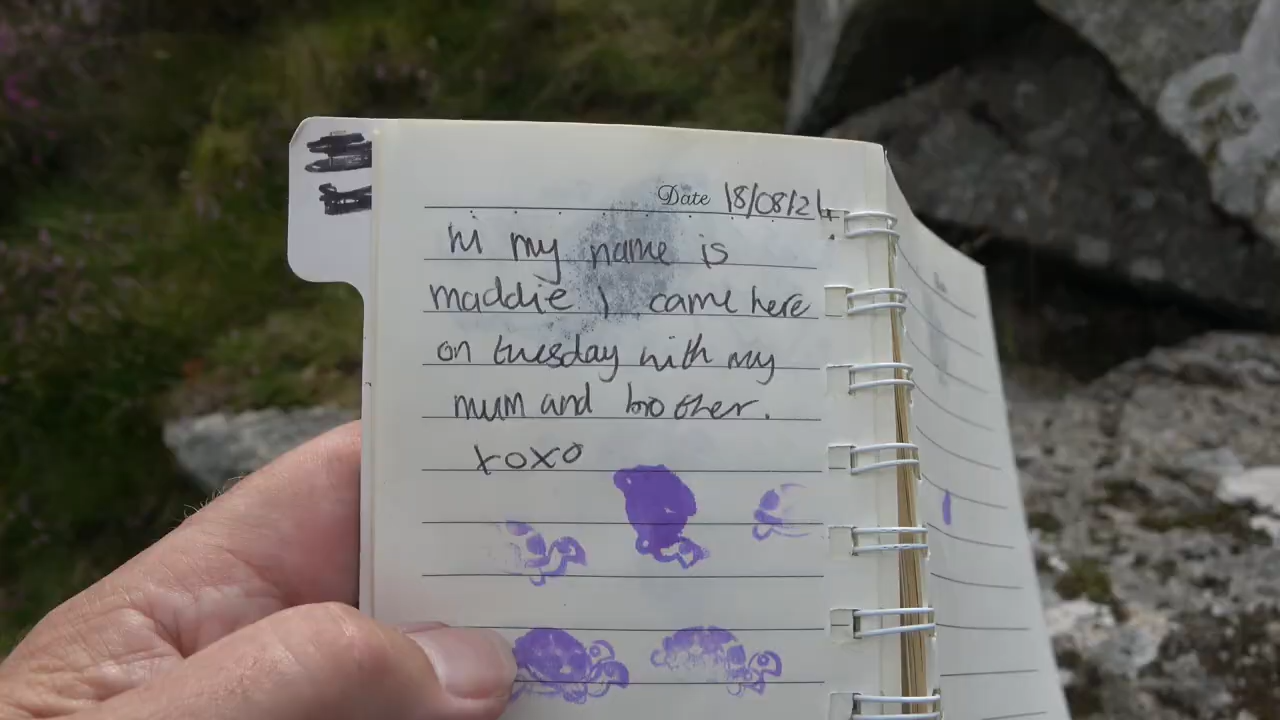 Date 18/08/24
hi my name is
maddie I came here
on tuesday with my
mum and brother.
xoxo